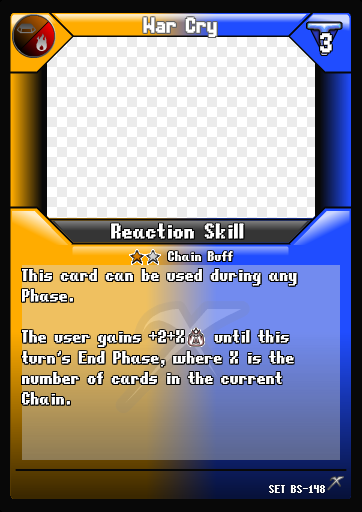 War Cry
3
Reaction Skill
Chain Buff
This card can be used during any
Phase.
The user gains +2+X until this
turn's End Phase, where X is the
number of cards in the current
Chain.
SET BS-148